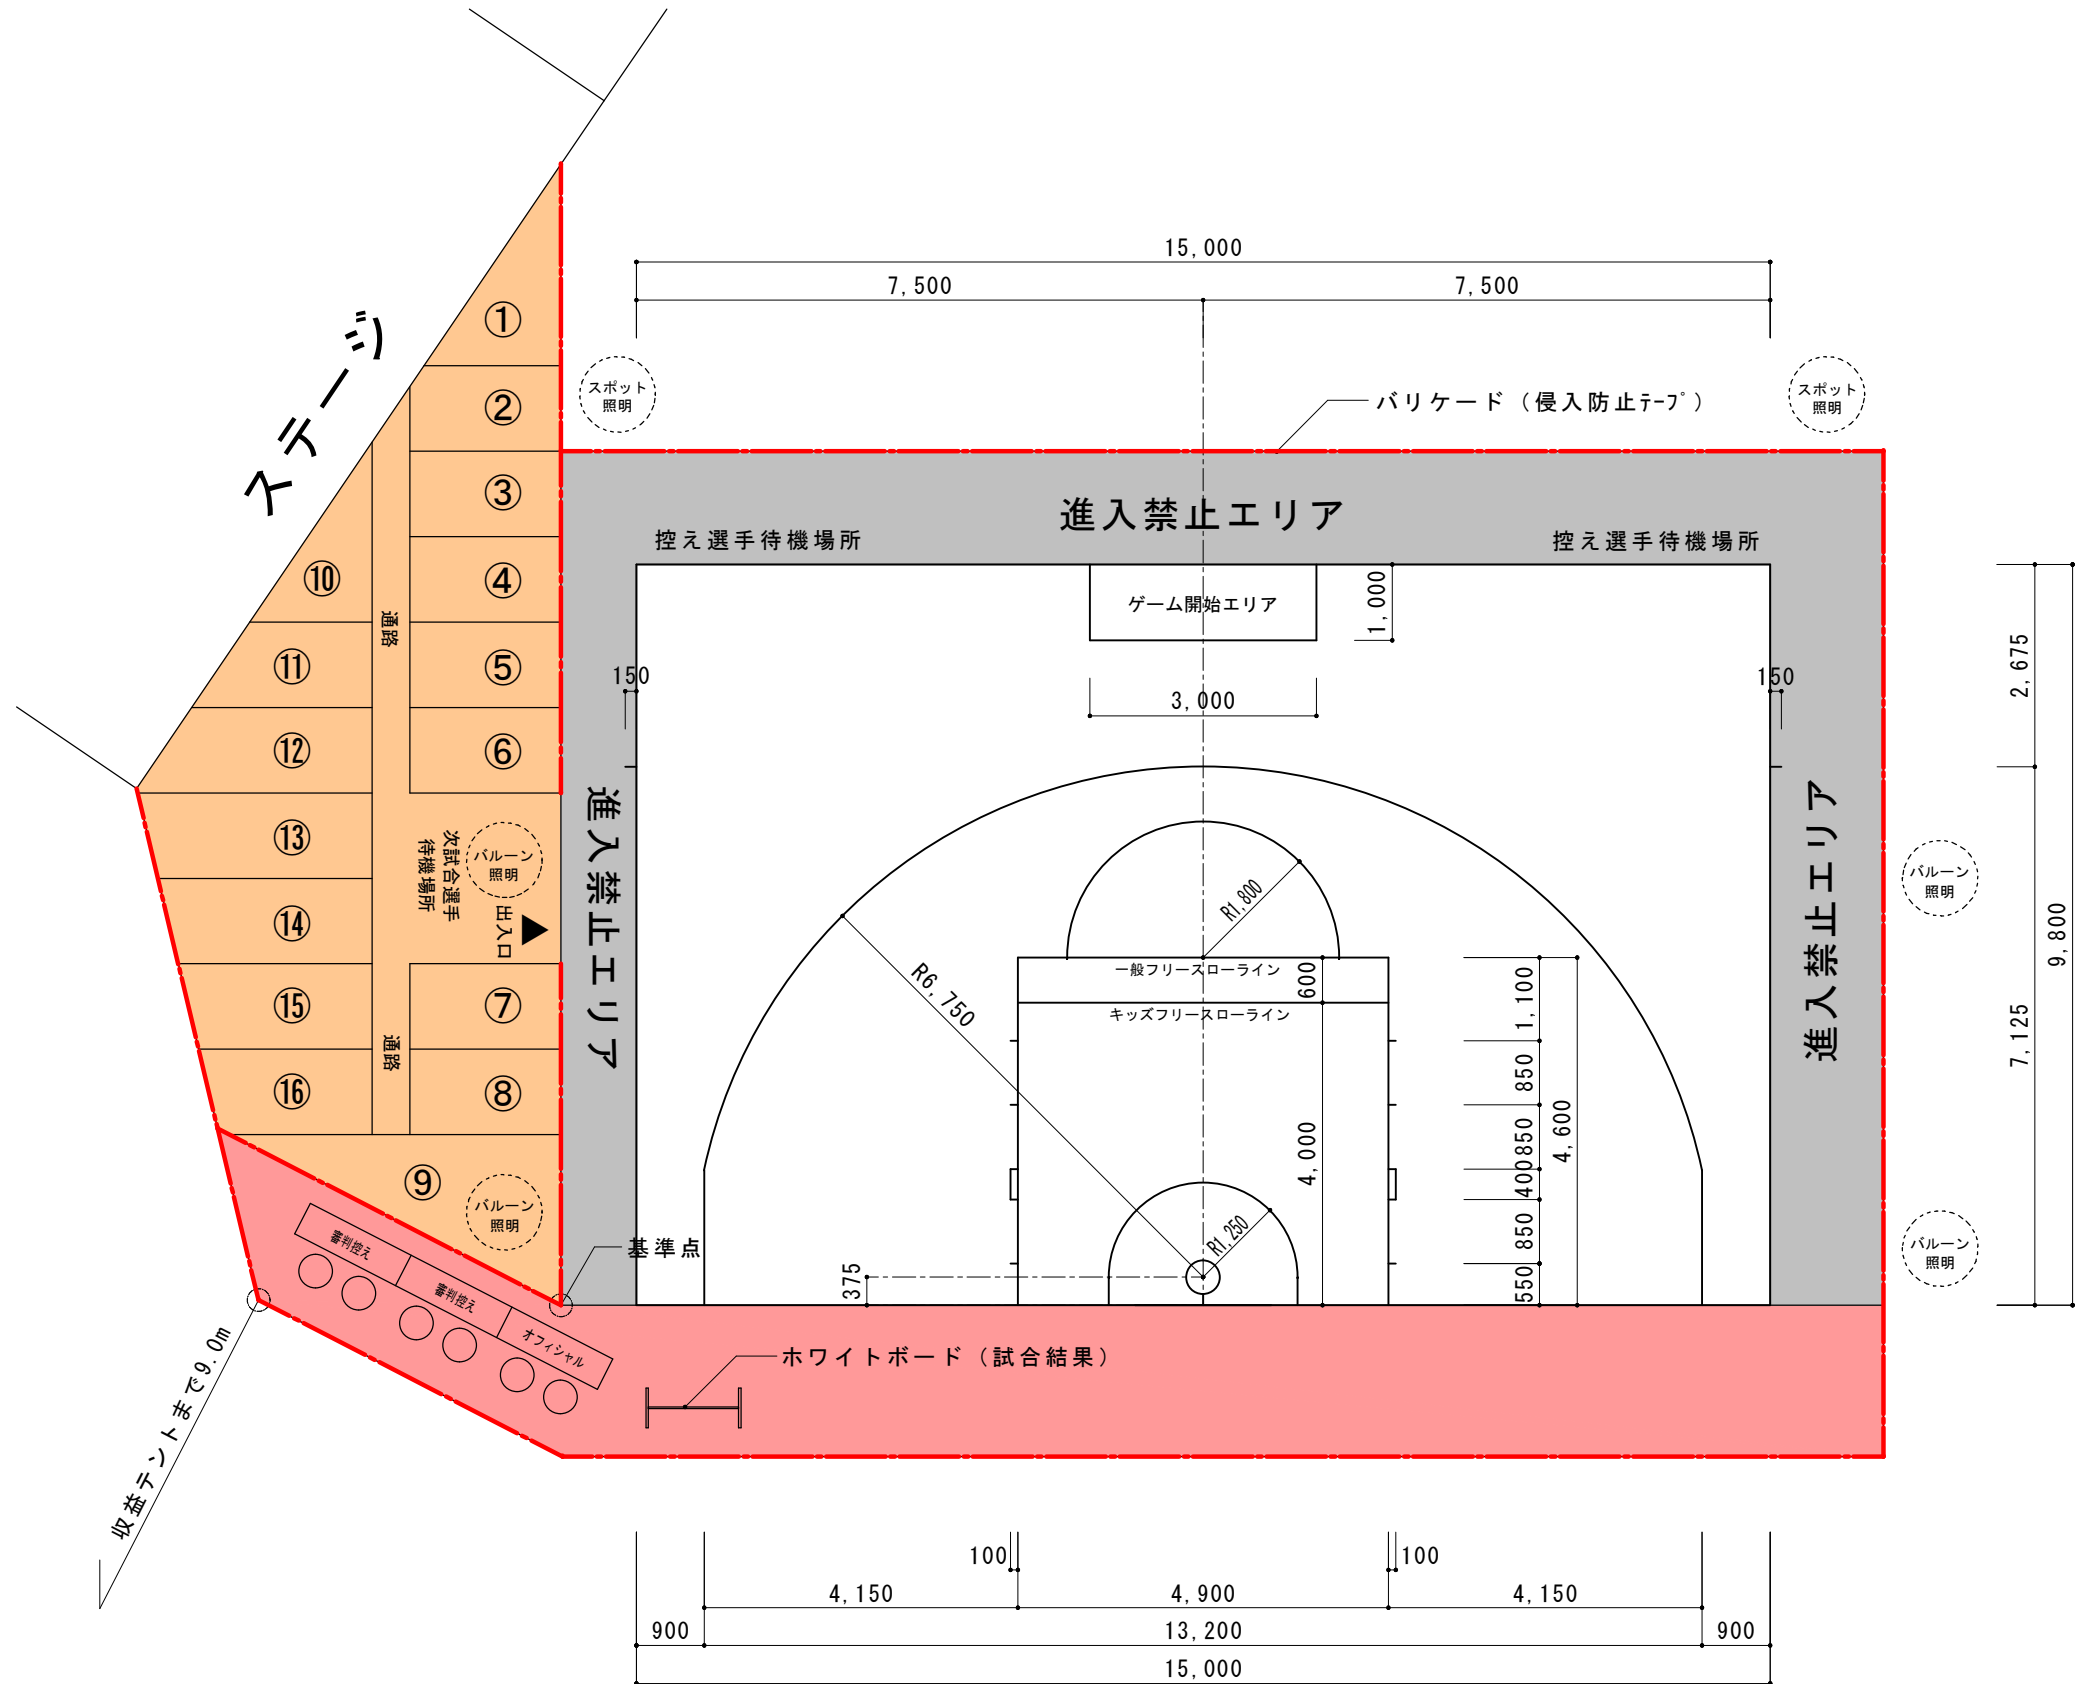 15,000
7,500
7,500
ステージ
①
②
③
④
⑤
⑥
⑦
⑧
⑨
⑩
⑪
⑫
⑬
⑭
⑮
⑯
通路
通路
スポット
照明
スポット
照明
バリケード（侵入防止ﾃｰﾌﾟ）
進入禁止エリア
控え選手待機場所
控え選手待機場所
ゲーム開始エリア
1,000
3,000
150
150
2,675
7,125
9,800
進入禁止エリア
進入禁止エリア
次試合選手
待機場所
バルーン
照明
出入口
バルーン
照明
バルーン
照明
バルーン
照明
R1,800
R6,750
R1,250
一般フリースローライン
キッズフリースローライン
600
4,000
1,100
850
850
400
850
550
4,600
375
基準点
審判控え
審判控え
オフィシャル
ホワイトボード（試合結果）
収益テントまで9.0m
100
100
4,150
4,900
4,150
900
13,200
900
15,000